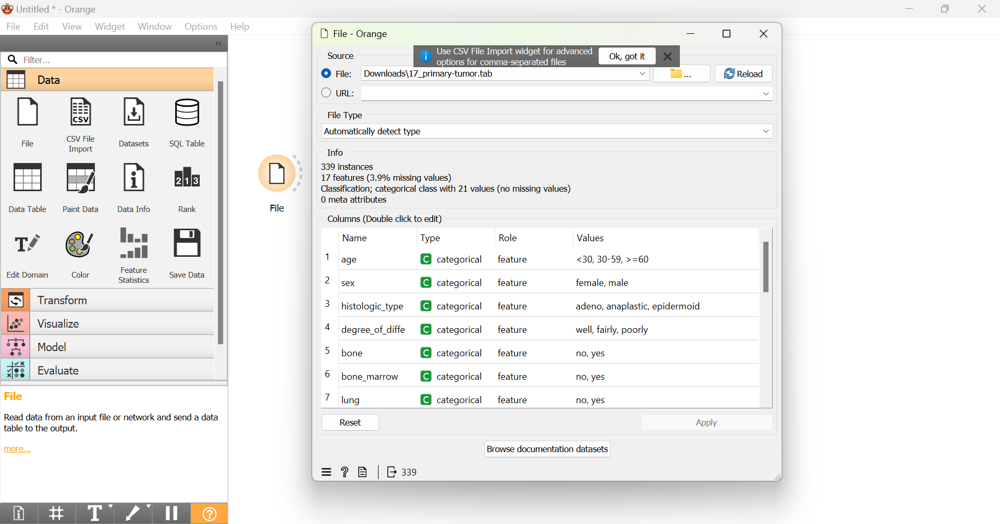 Untitled * - Orange
File Edit View Widget Window Options Help
Filter...
Data
File
CSV
CSV File
Import
Datasets
SQL Table
Data Table
Paint Data
Data Info
2 1 3
Rank
Edit Domain
Color
Feature
Statistics
Save Data
Transform
Visualize
Model
Evaluate
File
Read data from an input file or network and send a data
table to the output.
more...
File
File - Orange
Use CSV File Import widget for advanced
options for comma-separated files
Ok, got it
Source
File: Downloads\17_primary-tumor.tab ... Reload
URL:
File Type
Automatically detect type
Info
339 instances
17 features (3.9% missing values)
Classification; categorical class with 21 values (no missing values)
0 meta attributes
Columns (Double click to edit)
Name Type Role Values
1 age C categorical feature <30, 30-59, >=60
2 sex C categorical feature female, male
3 histologic_type C categorical feature adeno, anaplastic, epidermoid
4 degree_of_diffe C categorical feature well, fairly, poorly
5 bone C categorical feature no, yes
6 bone_marrow C categorical feature no, yes
7 lung C categorical feature no, yes
Reset Apply
Browse documentation datasets
339